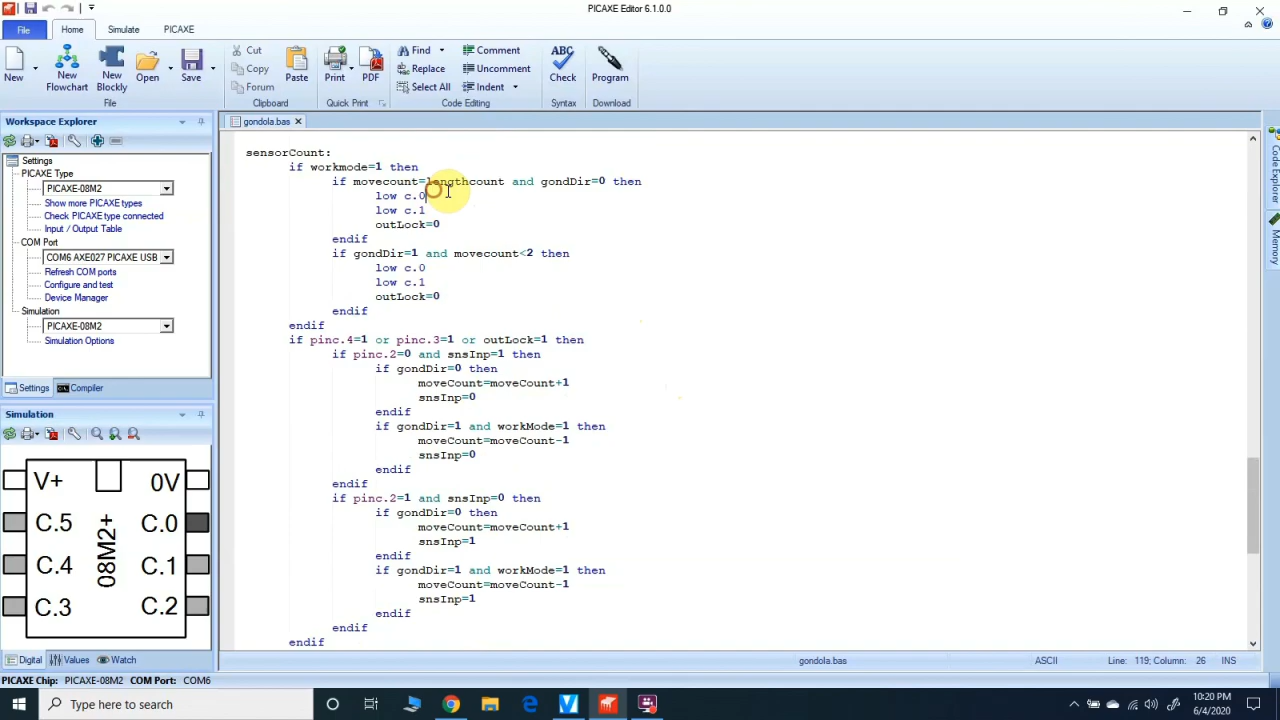 PICAXE Editor 6.1.0.0
File Home Simulate PICAXE
New New Flowchart New Blockly Open Save
File
Cut
Copy
Forum
Paste
Clipboard
Print PDF
Quick Print
Find
Replace
Select All
Comment
Uncomment
Indent
Code Editing
ABC
Check
Syntax
Program
Download
Workspace Explorer
Settings
PICAXE Type
PICAXE-08M2
Show more PICAXE types
Check PICAXE type connected
Input / Output Table
COM Port
COM6 AXE027 PICAXE USB
Refresh COM ports
Configure and test
Device Manager
Simulation
PICAXE-08M2
Simulation Options
Settings Compiler
Simulation
V+ 0V
C.5 C.0
C.4 C.1
C.3 C.2
08M2+
Digital Values Watch
gondola.bas
sensorCount:
if workmode=1 then
if movecount=lengthcount and gondDir=0 then
low c.0
low c.1
outLock=0
endif
if gondDir=1 and movecount<2 then
low c.0
low c.1
outLock=0
endif
endif
if pinc.4=1 or pinc.3=1 or outLock=1 then
if pinc.2=0 and snsInp=1 then
if gondDir=0 then
moveCount=moveCount+1
snsInp=0
endif
if gondDir=1 and workMode=1 then
moveCount=moveCount-1
snsInp=0
endif
endif
if pinc.2=1 and snsInp=0 then
if gondDir=0 then
moveCount=moveCount+1
snsInp=1
endif
if gondDir=1 and workMode=1 then
moveCount=moveCount-1
snsInp=1
endif
endif
endif
Code Explorer
Memory
gondola.bas ASCII Line: 119; Column: 26 INS
PICAXE Chip: PICAXE-08M2 COM Port: COM6
Type here to search
10:20 PM
6/4/2020